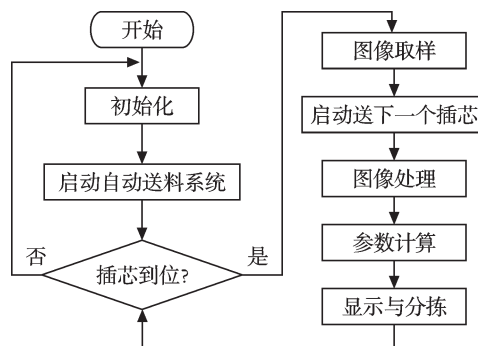 开始
初始化
启动自动送料系统
插芯到位?
否
是
图像取样
启动送下一个插芯
图像处理
参数计算
显示与分拣